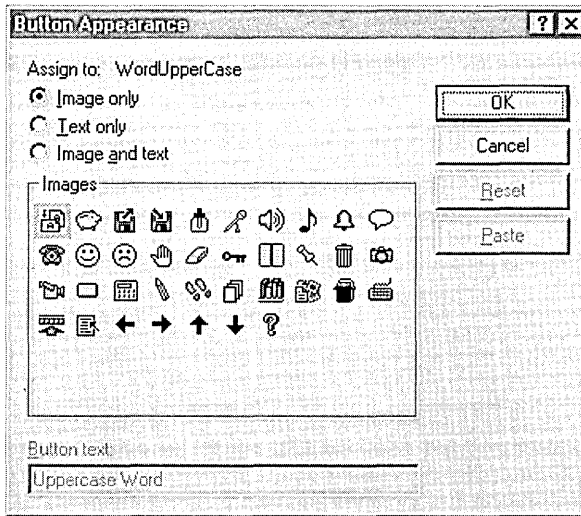 Button Appearance
Assign to: WordUpperCase
Image only
Text only
Image and text
OK
Cancel
Reset
Paste
Images
Button text:
Uppercase Word